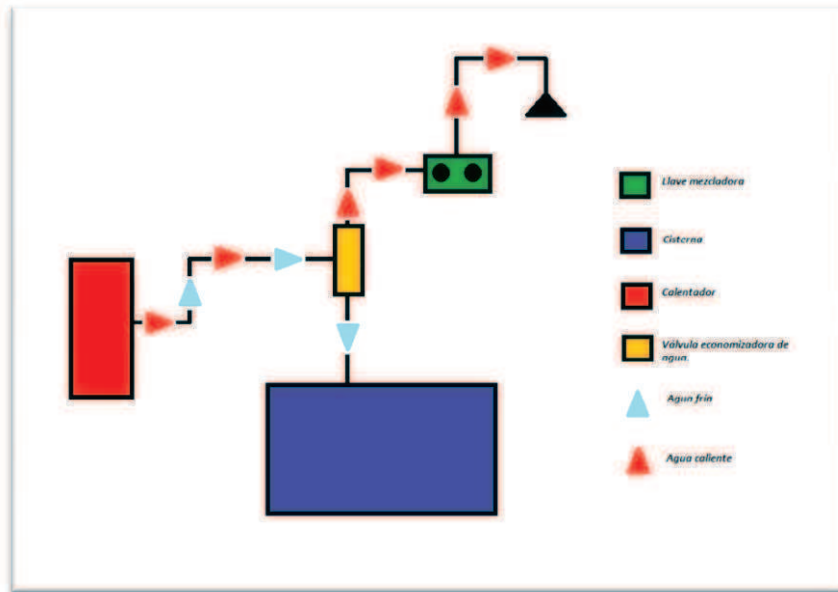 Llave mezcladora
Cisterna
Calentador
Válvula economizadora de
agua.
Agua fría
Agua caliente